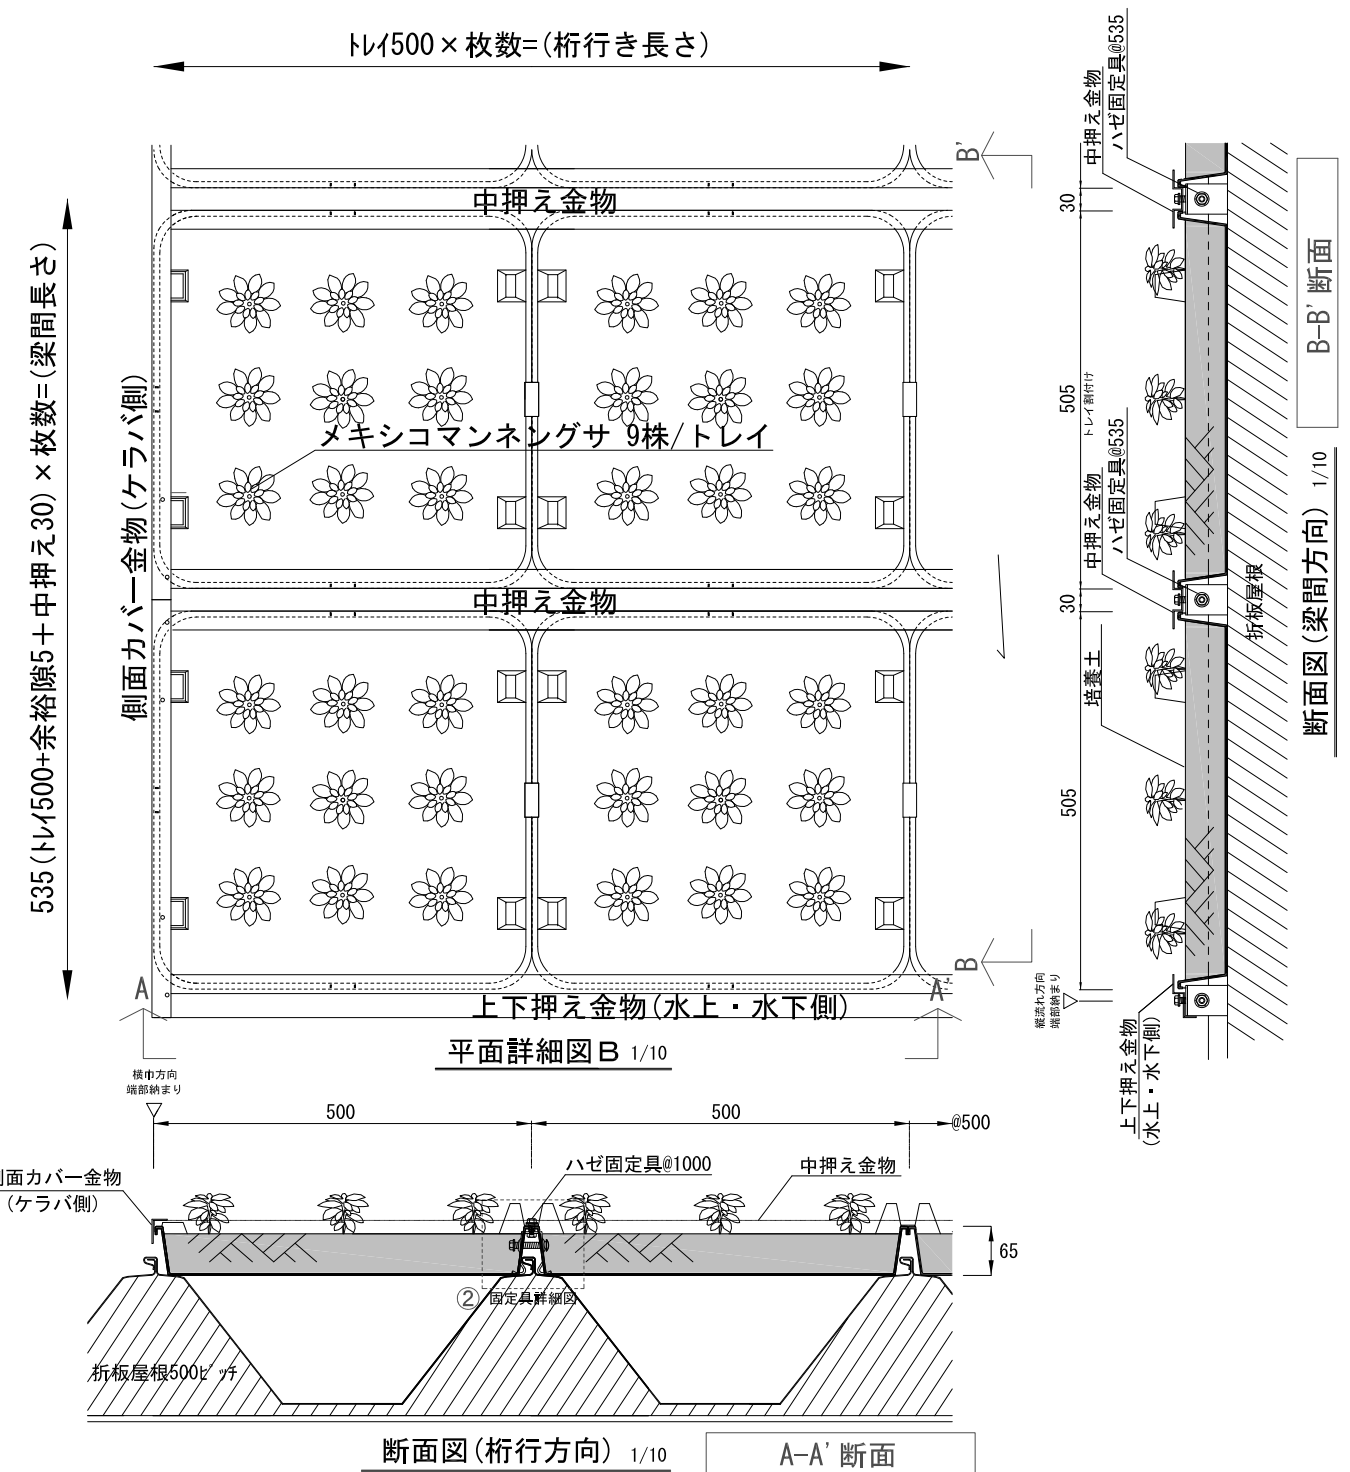 トレイ500×枚数=(桁行き長さ)
535(トレイ500+余裕隙5+中押え30)×枚数=(梁間長さ)
側面カバー金物(ケラバ側)
中押え金物
メキシコマンネングサ 9株/トレイ
中押え金物
上下押え金物(水上・水下側)
A
A'
B'
B
平面詳細図B 1/10
中押え金物
ハゼ固定具@535
30
505
トレイ割付け
中押え金物
ハゼ固定具@535
30
培養土
折板屋根
505
縦流れ方向
端部納まり
上下押え金物
(水上・水下側)
B-B' 断面
断面図(梁間方向) 1/10
横巾方向
端部納まり
500
500
@500
側面カバー金物
(ケラバ側)
ハゼ固定具@1000
中押え金物
65
② 固定具詳細図
折板屋根500ピッチ
断面図(桁行方向) 1/10
A-A' 断面